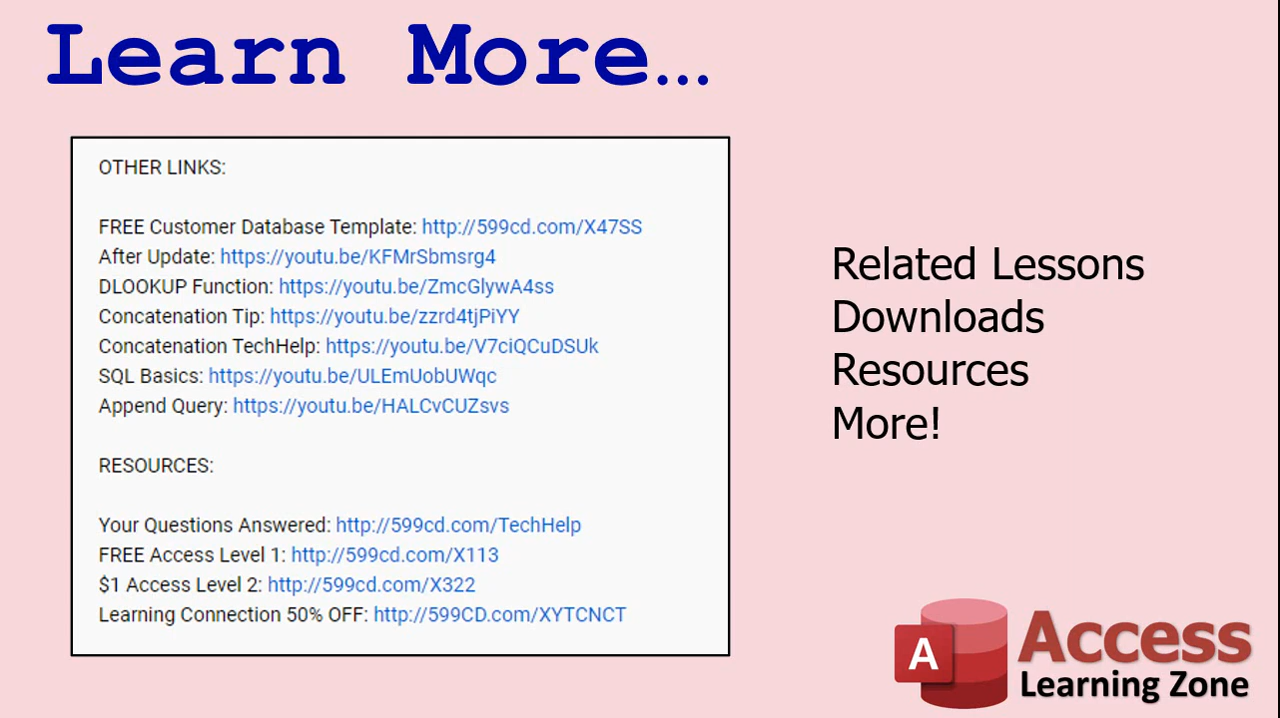 Learn More...
OTHER LINKS:
FREE Customer Database Template: http://599cd.com/X47SS
After Update: https://youtu.be/KFMrSbmsrg4
DLOOKUP Function: https://youtu.be/ZmcGlywA4ss
Concatenation Tip: https://youtu.be/zzrd4tjPiYY
Concatenation TechHelp: https://youtu.be/V7ciQCuDSUk
SQL Basics: https://youtu.be/ULEmUobUWqc
Append Query: https://youtu.be/HALCvCUZsvs
RESOURCES:
Your Questions Answered: http://599cd.com/TechHelp
FREE Access Level 1: http://599cd.com/X113
$1 Access Level 2: http://599cd.com/X322
Learning Connection 50% OFF: http://599CD.com/XYTCNCT
Related Lessons
Downloads
Resources
More!
A
Access
Learning Zone